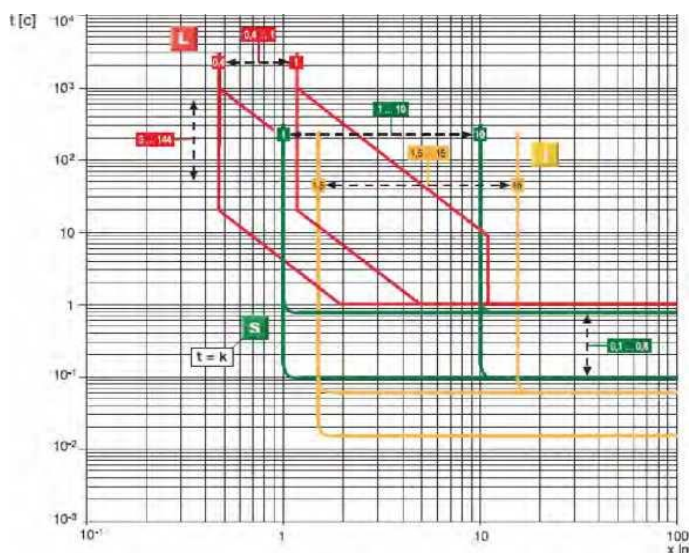 t [c]
10⁴
0,4 ... 1
L
0,4
1
10³
1 ... 10
3 ... 144
1
10
10²
1,5 ... 15
I
1,5
15
10
1
S
0,1 ... 0,8
t = k
10⁻¹
10⁻²
10⁻³
10⁻¹
1
10
100
x In